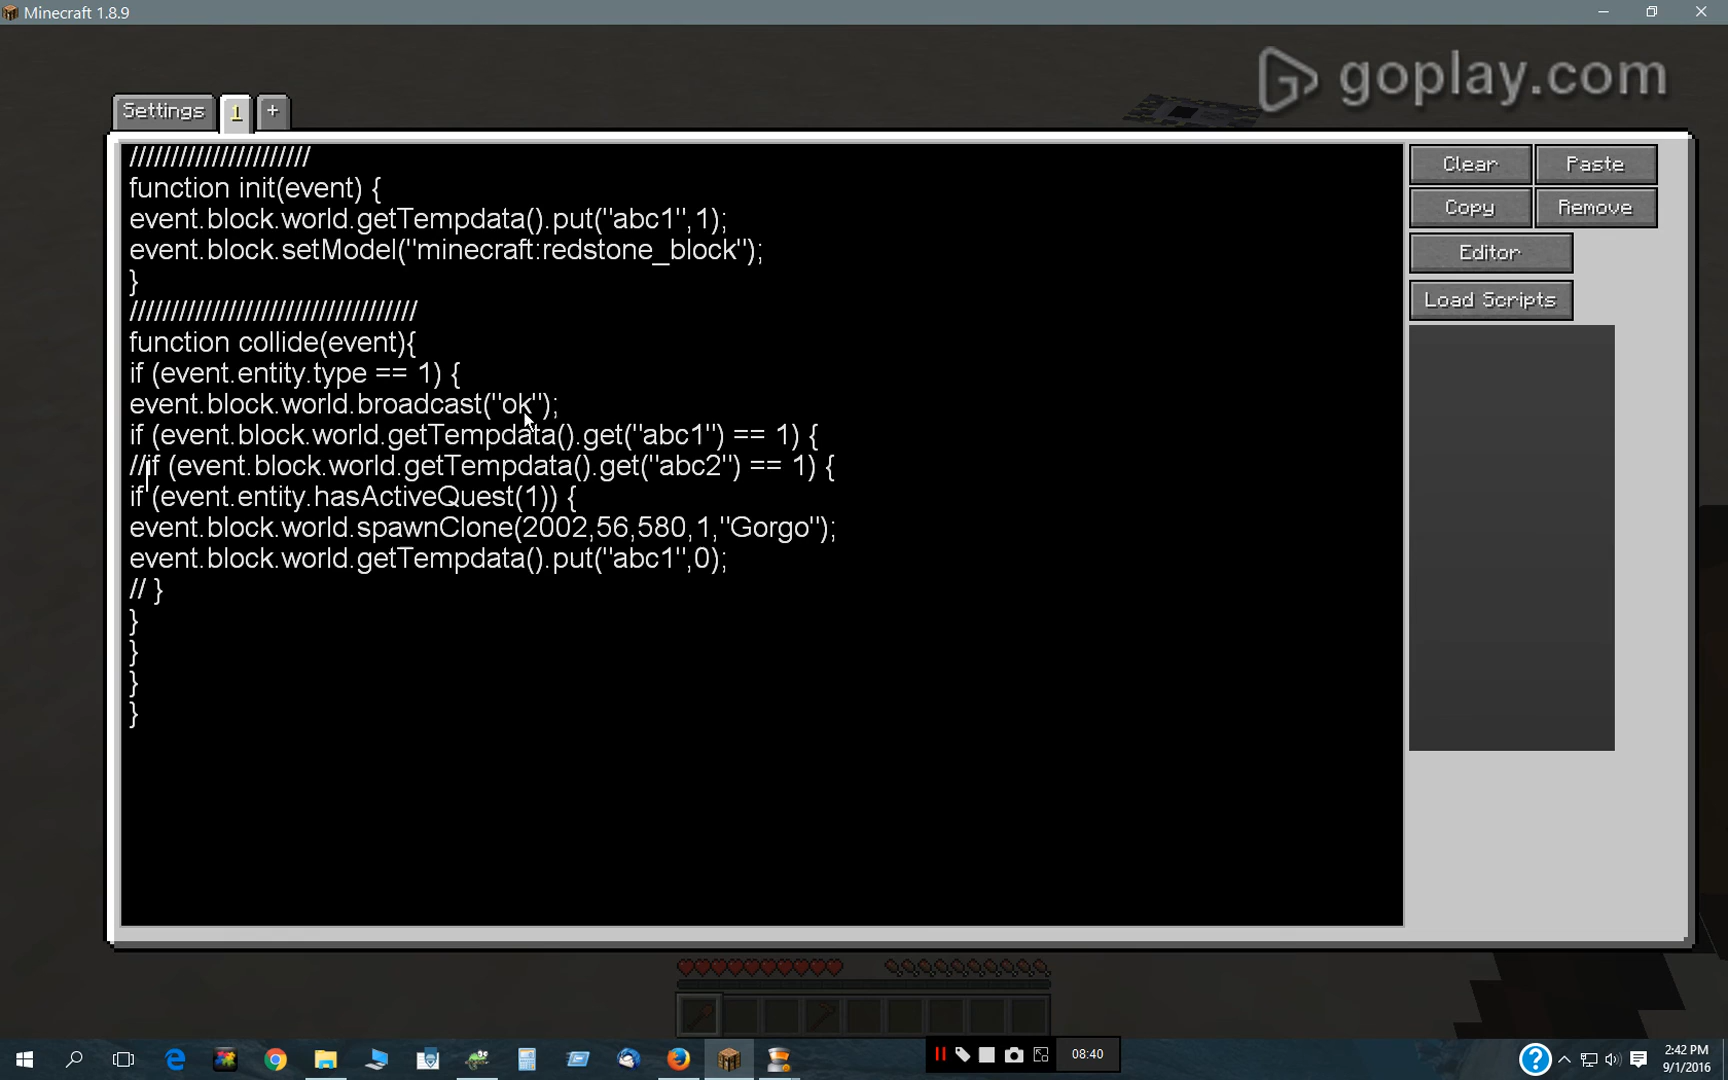 Minecraft 1.8.9
goplay.com
Settings 1 +
//////////////////////
function init(event) {
event.block.world.getTempdata().put("abc1",1);
event.block.setModel("minecraft:redstone_block");
}
///////////////////////////////////
function collide(event){
if (event.entity.type == 1) {
event.block.world.broadcast("ok");
if (event.block.world.getTempdata().get("abc1") == 1) {
//if (event.block.world.getTempdata().get("abc2") == 1) {
if (event.entity.hasActiveQuest(1)) {
event.block.world.spawnClone(2002,56,580,1,"Gorgo");
event.block.world.getTempdata().put("abc1",0);
// }
}
}
}
}
Clear Paste
Copy Remove
Editor
Load Scripts
08:40
2:42 PM
9/1/2016